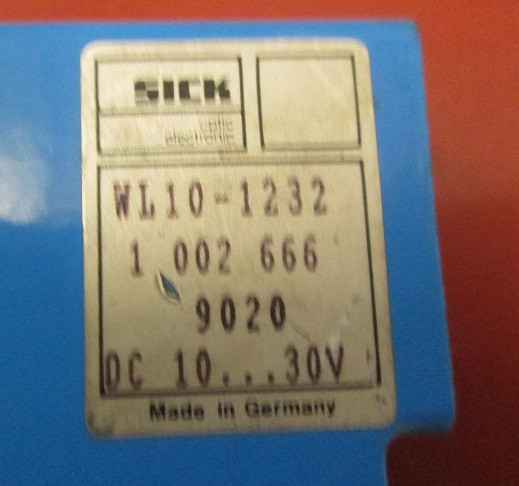 SICK
optic
electronic
WL10-1232
1 002 666
9020
DC 10...30V
Made in Germany